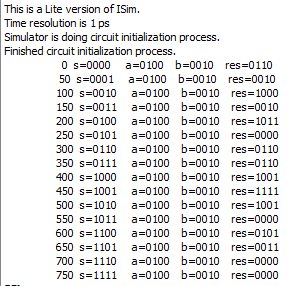 This is a Lite version of ISim.
Time resolution is 1 ps
Simulator is doing circuit initialization process.
Finished circuit initialization process.
0 s=0000 a=0100 b=0010 res=0110
50 s=0001 a=0100 b=0010 res=0010
100 s=0010 a=0100 b=0010 res=1000
150 s=0011 a=0100 b=0010 res=0010
200 s=0100 a=0100 b=0010 res=1011
250 s=0101 a=0100 b=0010 res=0000
300 s=0110 a=0100 b=0010 res=0110
350 s=0111 a=0100 b=0010 res=0110
400 s=1000 a=0100 b=0010 res=1001
450 s=1001 a=0100 b=0010 res=1111
500 s=1010 a=0100 b=0010 res=1001
550 s=1011 a=0100 b=0010 res=0000
600 s=1100 a=0100 b=0010 res=0101
650 s=1101 a=0100 b=0010 res=0011
700 s=1110 a=0100 b=0010 res=0000
750 s=1111 a=0100 b=0010 res=0000